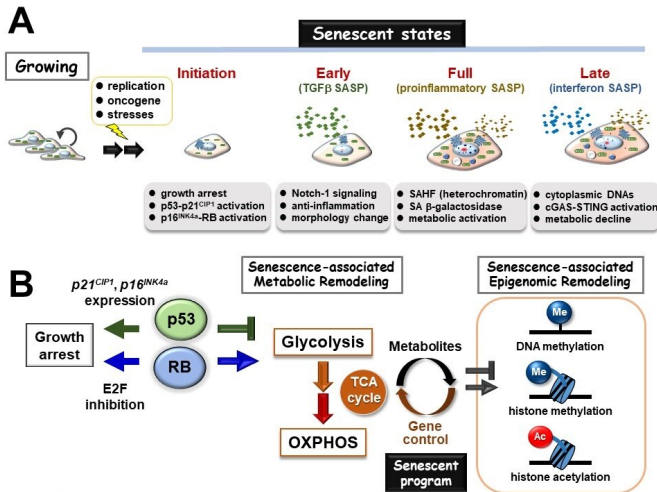 A
Senescent states
Growing
● replication
● oncogene
● stresses
Initiation
Early
(TGFβ SASP)
Full
(proinflammatory SASP)
Late
(interferon SASP)
● growth arrest
● p53-p21CIP1 activation
● p16INK4a-RB activation
● Notch-1 signaling
● anti-inflammation
● morphology change
● SAHF (heterochromatin)
● SA β-galactosidase
● metabolic activation
● cytoplasmic DNAs
● cGAS-STING activation
● metabolic decline
B
p21CIP1, p16INK4a
expression
Growth
arrest
p53
RB
E2F
inhibition
Senescence-associated
Metabolic Remodeling
Glycolysis
TCA
cycle
OXPHOS
Metabolites
Gene
control
Senescent
program
Senescence-associated
Epigenomic Remodeling
Me
DNA methylation
Me
histone methylation
Ac
histone acetylation